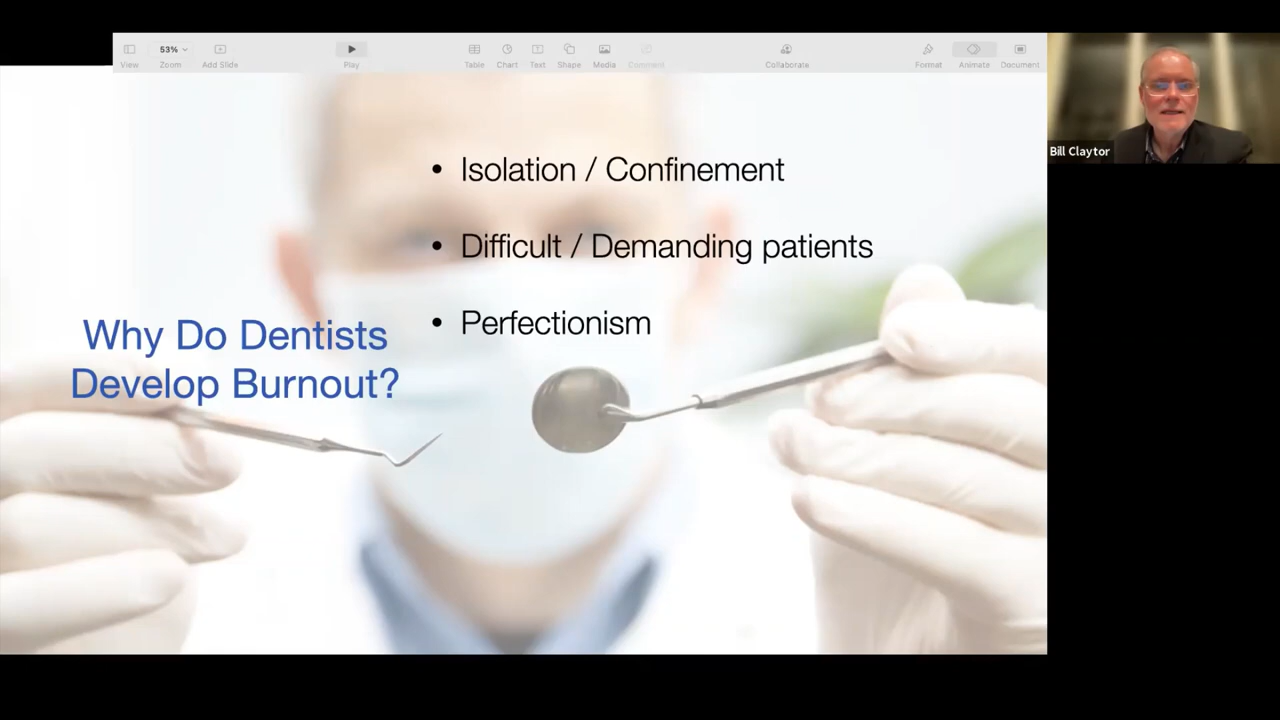 53%
View
Zoom
Add Slide
Play
Table
Chart
Text
Shape
Media
Comment
Collaborate
Format
Animate
Document
Bill Claytor
• Isolation / Confinement
• Difficult / Demanding patients
• Perfectionism
Why Do Dentists
Develop Burnout?